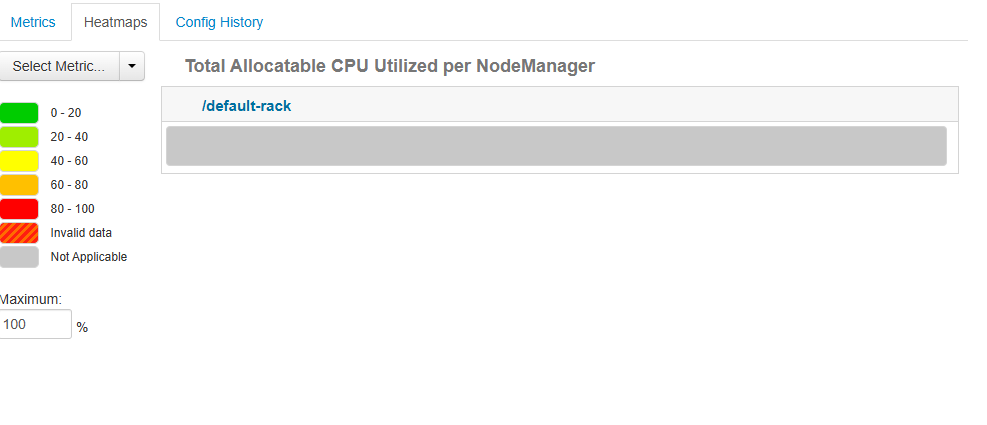 Metrics Heatmaps Config History
Select Metric...
Total Allocatable CPU Utilized per NodeManager
/default-rack
0 - 20
20 - 40
40 - 60
60 - 80
80 - 100
Invalid data
Not Applicable
Maximum:
100 %